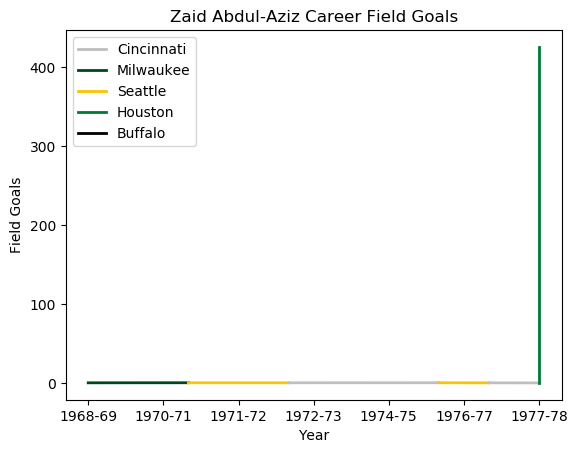 Zaid Abdul-Aziz Career Field Goals
Cincinnati
Milwaukee
Seattle
Houston
Buffalo
Field Goals
400
300
200
100
0
1968-69 1970-71 1971-72 1972-73 1974-75 1976-77 1977-78
Year